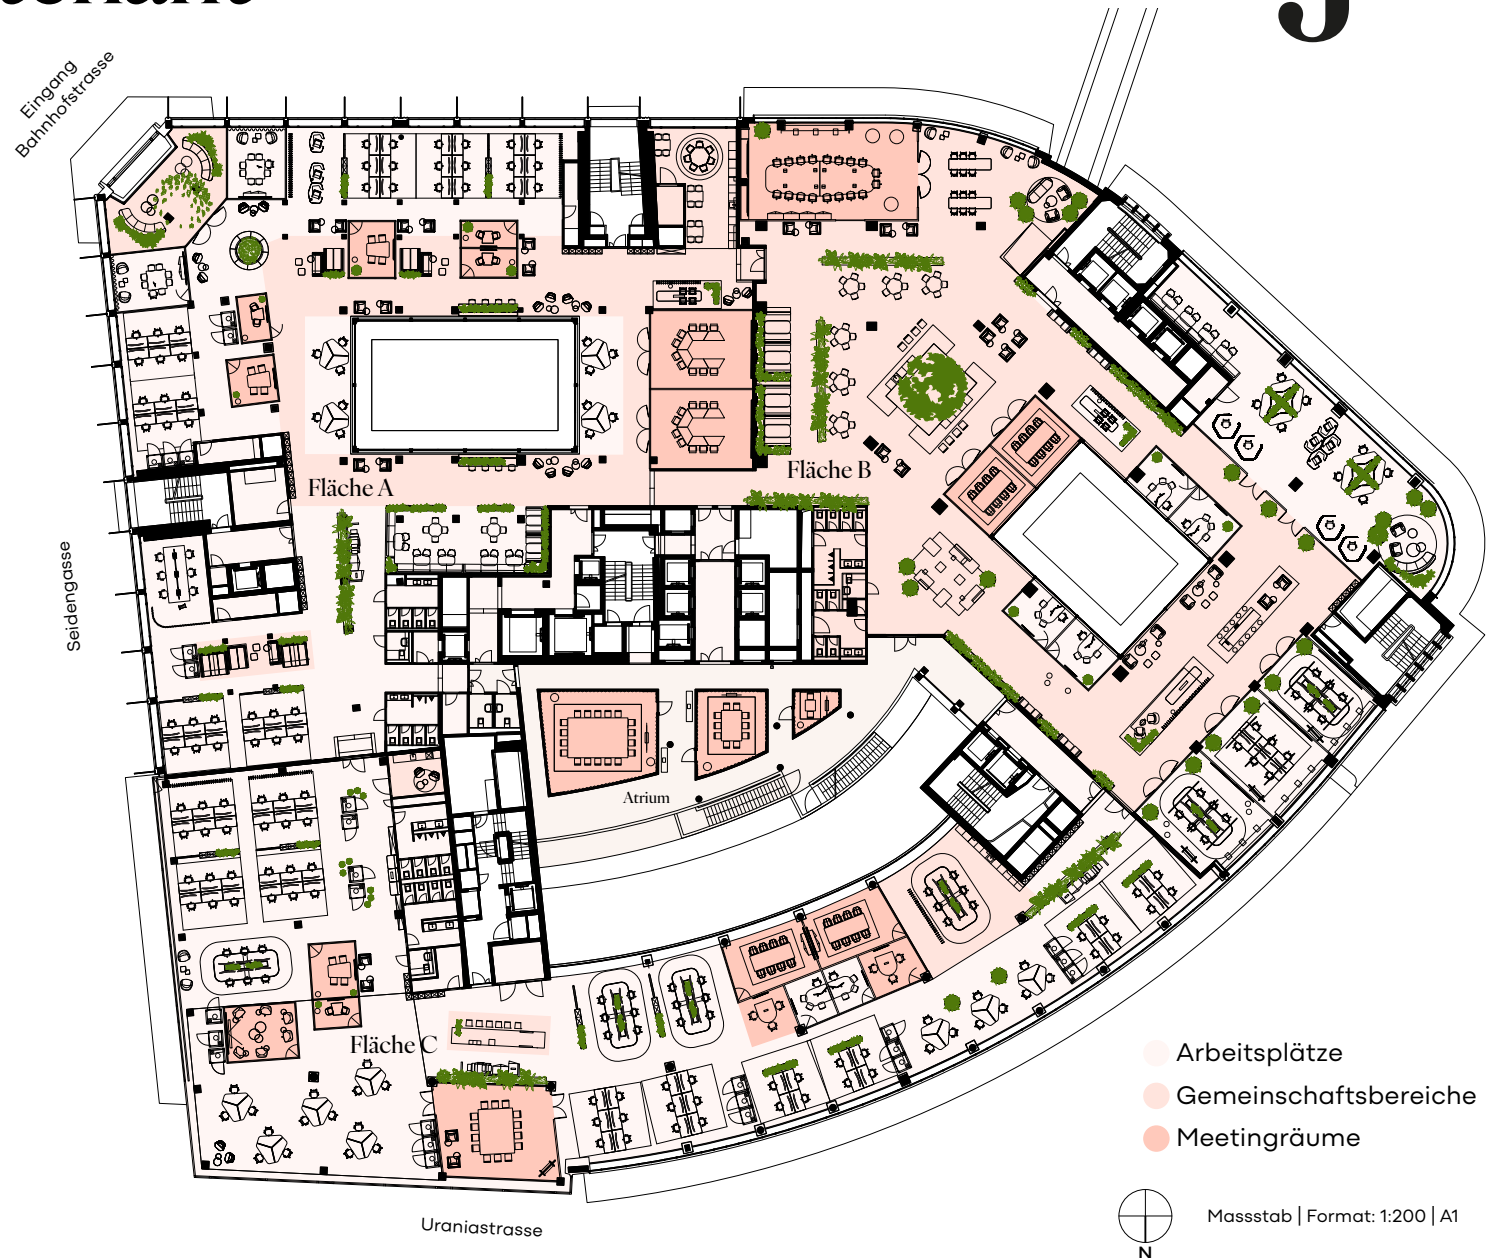 Eingang
Bahnhofstrasse
Fläche A
Fläche B
Seidengasse
Atrium
Fläche C
Arbeitsplätze
Gemeinschaftsbereiche
Meetingräume
Uraniastrasse
Massstab | Format: 1:200 | A1
N